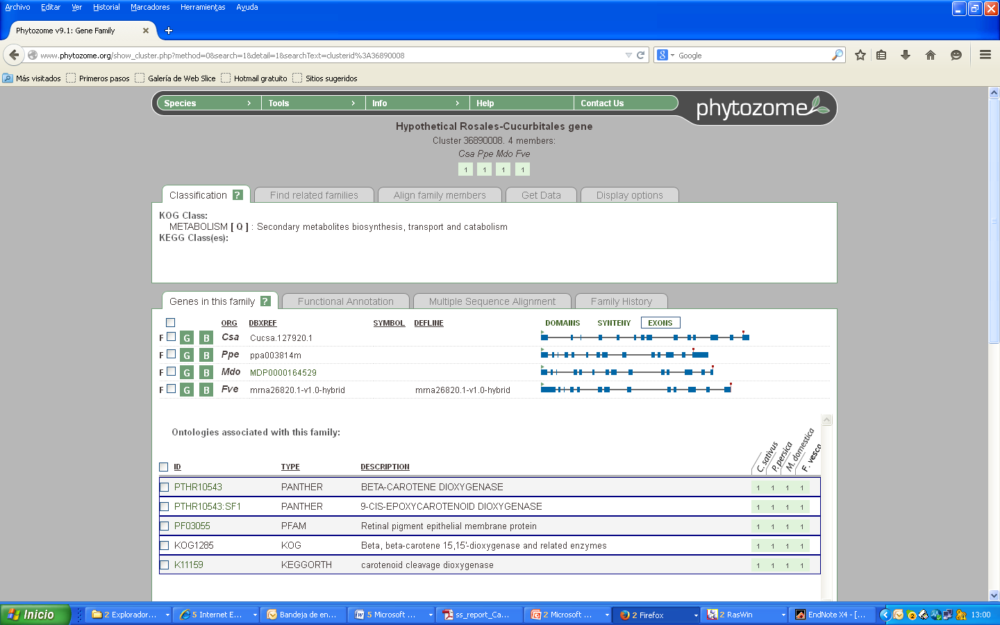 Archivo Editar Ver Historial Marcadores Herramientas Ayuda
Phytozome v9.1: Gene Family
www.phytozome.org/show_cluster.php?method=0&search=1&detail=1&searchText=clusterid%3A36890008
Google
Más visitados Primeros pasos Galería de Web Slice Hotmail gratuito Sitios sugeridos
Species Tools Info Help Contact Us
phytozome
Hypothetical Rosales-Cucurbitales gene
Cluster 36890008. 4 members:
Csa Ppe Mdo Fve
1 1 1 1
Classification ? Find related families Align family members Get Data Display options
KOG Class:
METABOLISM [ Q ] : Secondary metabolites biosynthesis, transport and catabolism
KEGG Class(es):
Genes in this family ? Functional Annotation Multiple Sequence Alignment Family History
ORG DBXREF SYMBOL DEFLINE DOMAINS SYNTENY EXONS
F G B Csa Cucsa.127920.1
F G B Ppe ppa003814m
F G B Mdo MDP0000164529
F G B Fve mrna26820.1-v1.0-hybrid mrna26820.1-v1.0-hybrid
Ontologies associated with this family:
C. sativus P. persica M. domestica F. vesca
ID TYPE DESCRIPTION
PTHR10543 PANTHER BETA-CAROTENE DIOXYGENASE 1 1 1 1
PTHR10543:SF1 PANTHER 9-CIS-EPOXYCAROTENOID DIOXYGENASE 1 1 1 1
PF03055 PFAM Retinal pigment epithelial membrane protein 1 1 1 1
KOG1285 KOG Beta, beta-carotene 15,15'-dioxygenase and related enzymes 1 1 1 1
K11159 KEGGORTH carotenoid cleavage dioxygenase 1 1 1 1
Inicio 2 Explorador... 5 Internet E... Bandeja de en... 5 Microsoft ... ss_report_Ca... 2 Microsoft ... 2 Firefox 2 RasWin EndNote X4 - [... 13:00